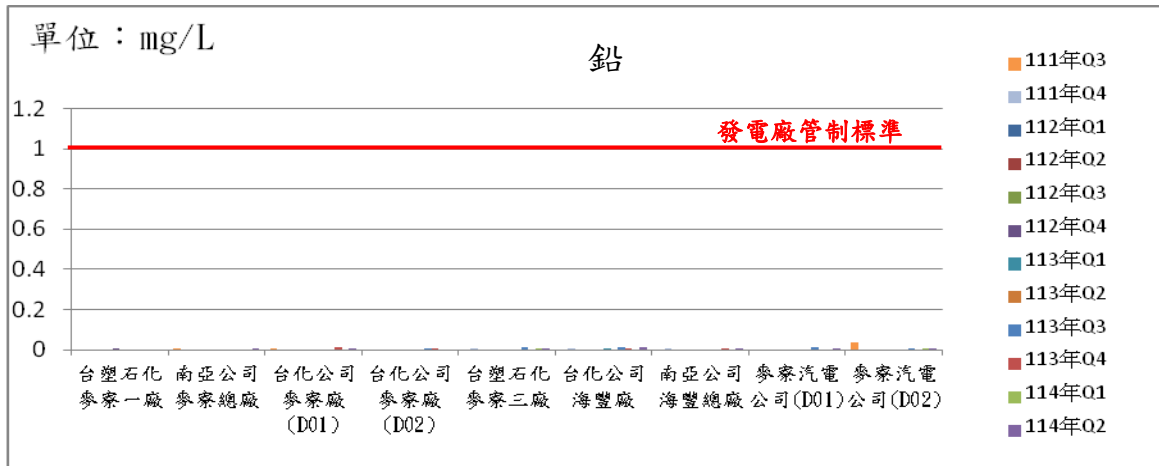 單位：mg/L
鉛
發電廠管制標準
1.2
1
0.8
0.6
0.4
0.2
0
台塑石化
麥寮一廠
南亞公司
麥寮總廠
台化公司
麥寮廠
(D01)
台化公司
麥寮廠
(D02)
台塑石化
麥寮三廠
台化公司
海豐廠
南亞公司
海豐總廠
麥寮汽電
公司(D01)
麥寮汽電
公司(D02)
111年Q3
111年Q4
112年Q1
112年Q2
112年Q3
112年Q4
113年Q1
113年Q2
113年Q3
113年Q4
114年Q1
114年Q2